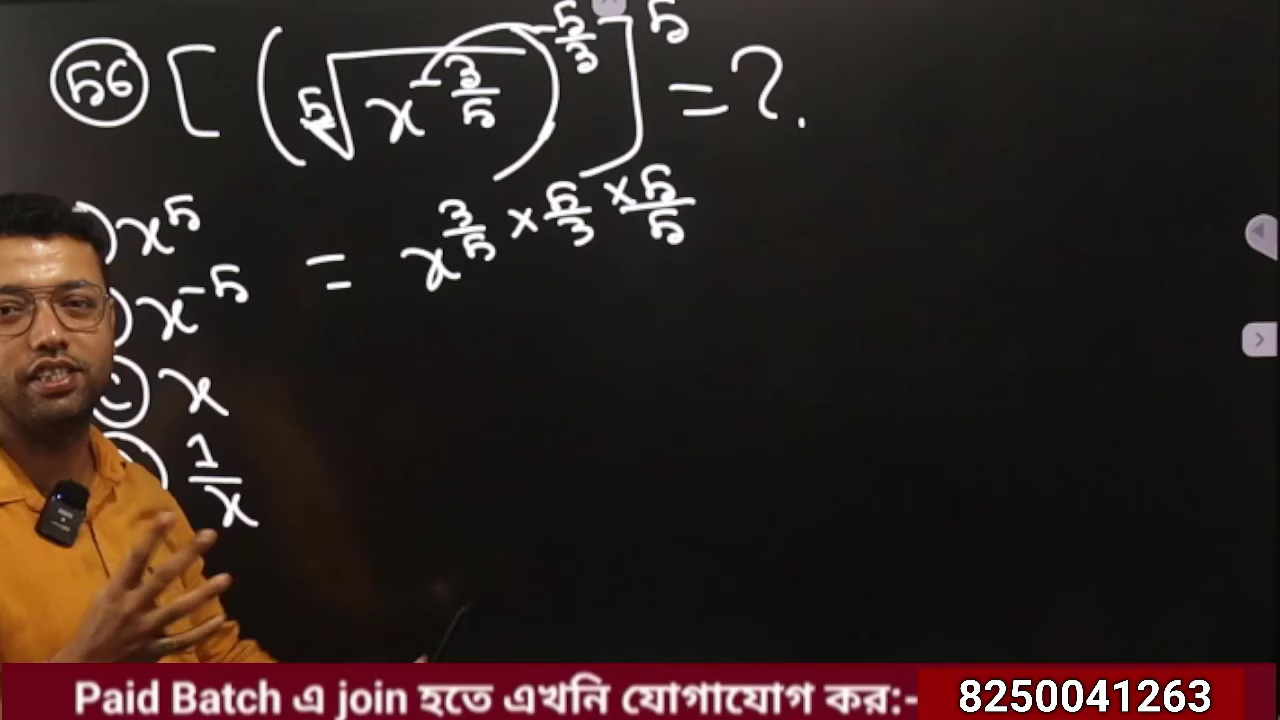 56 [(⁵√x^(-3/5))^(-5/3)]^5 = ?
x^5
= x^(3/5 × 5/3 × 5/5)
x^-5
x
1/x
Paid Batch এ join হতে এখনি যোগাযোগ কর:- 8250041263